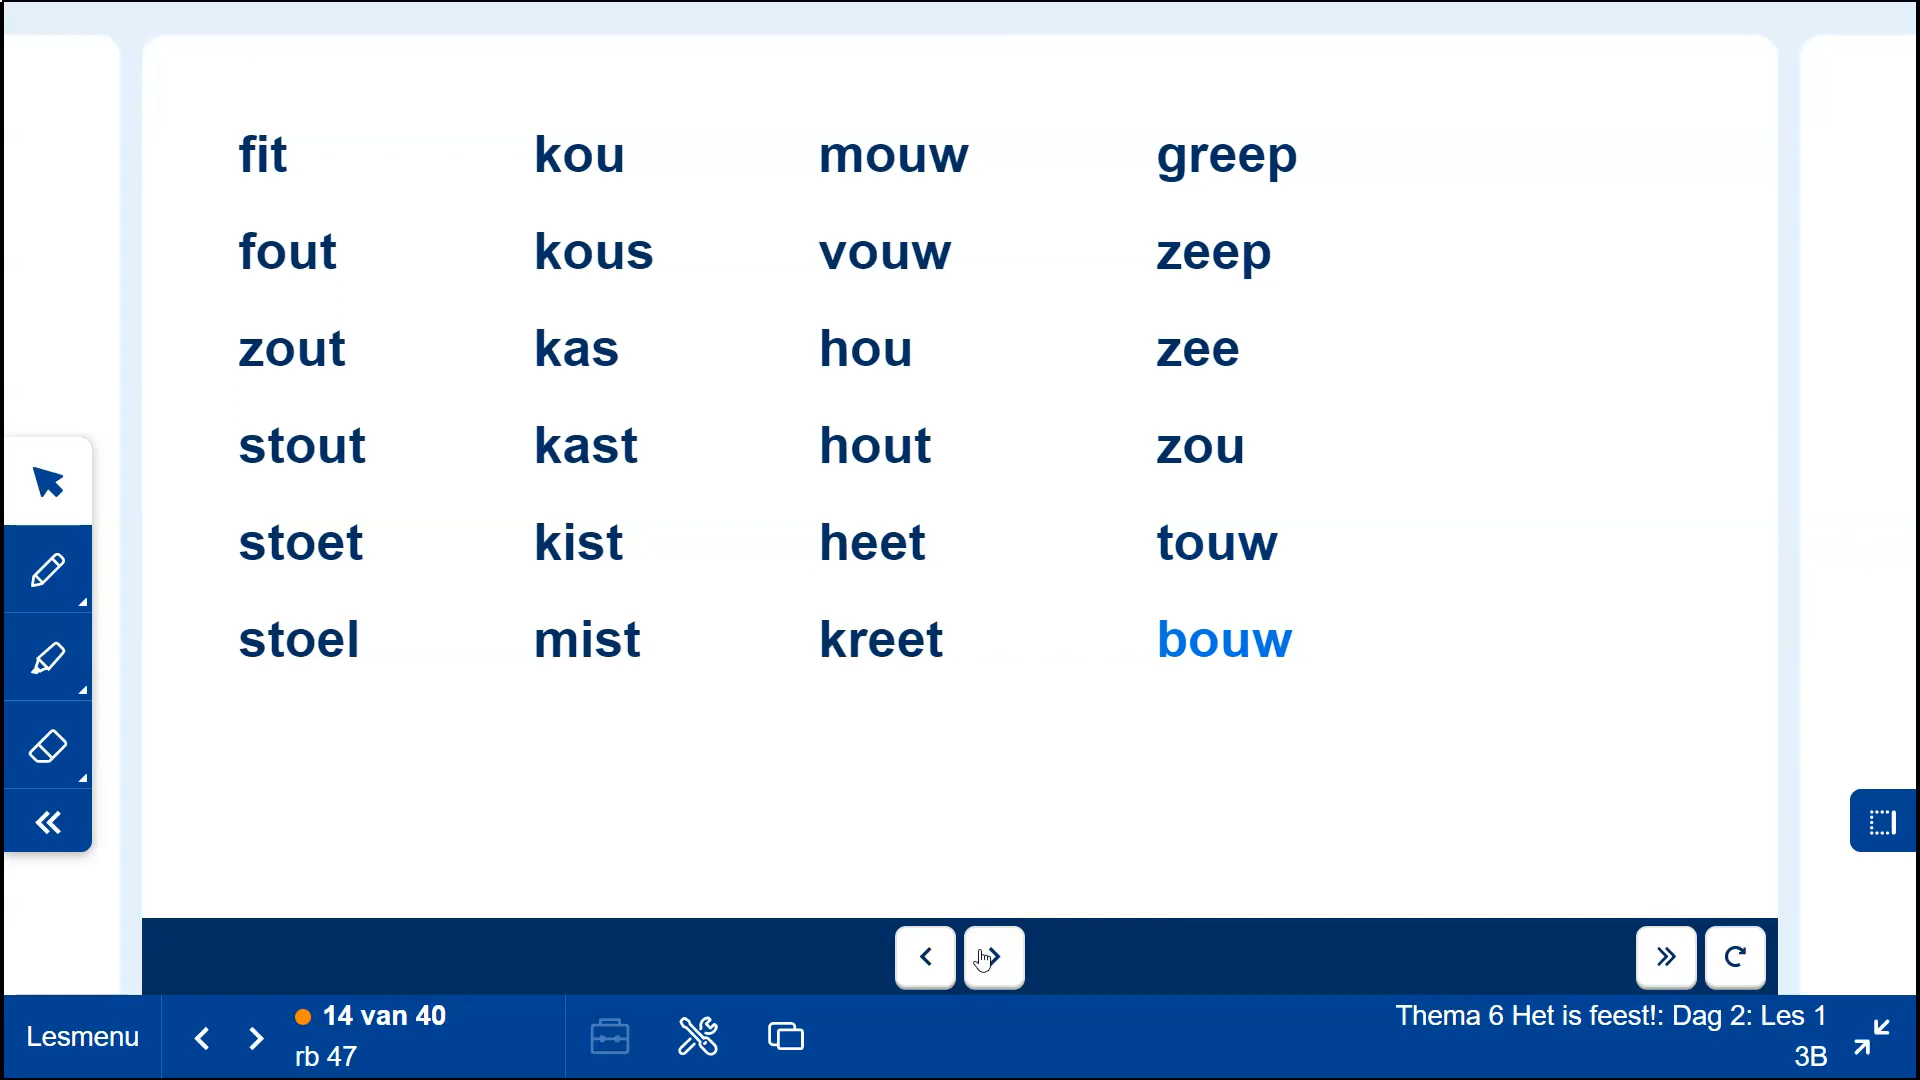 fit kou mouw greep
fout kous vouw zeep
zout kas hou zee
stout kast hout zou
stoet kist heet touw
stoel mist kreet bouw
Lesmenu
14 van 40
rb 47
Thema 6 Het is feest!: Dag 2: Les 1
3B